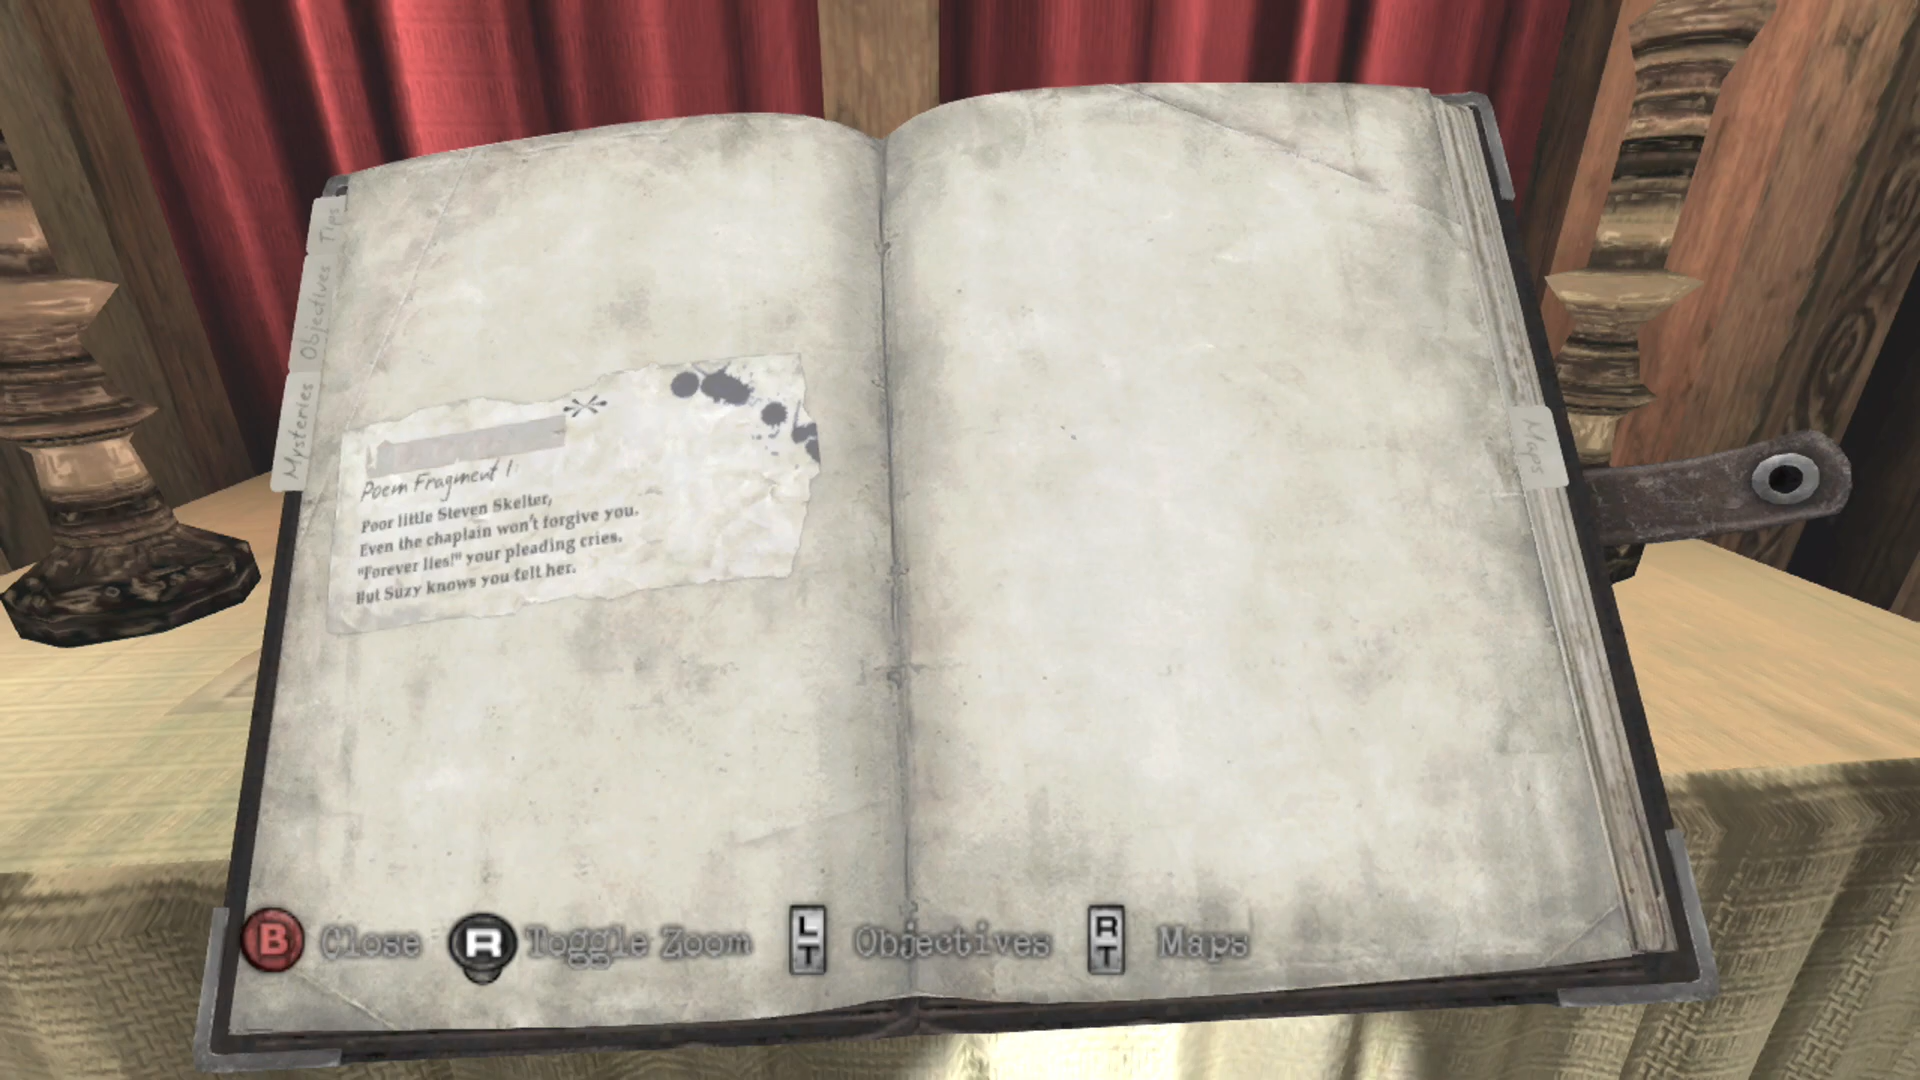 Tips
Objectives
Mysteries
Poem Fragment 1:
Poor little Steven Skelter,
Even the chaplain won't forgive you.
"Forever lies!" your pleading cries.
But Suzy knows you felt her.
Maps
B Close R Toggle Zoom LT Objectives RT Maps